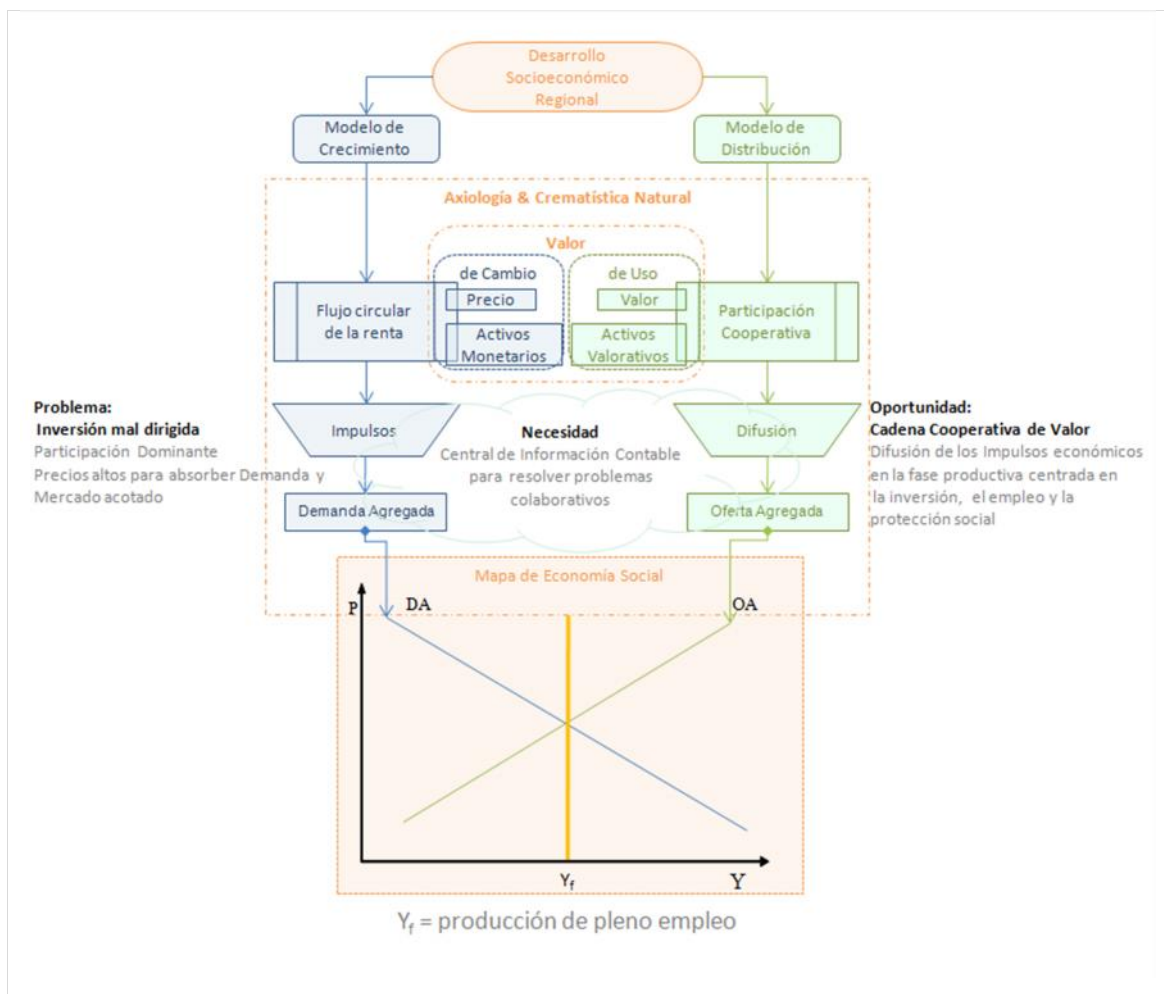 Desarrollo
Socioeconómico
Regional
Modelo de
Crecimiento
Modelo de
Distribución
Axiología & Crematística Natural
Valor
de Cambio
Precio
Activos
Monetarios
de Uso
Valor
Activos
Valorativos
Flujo circular
de la renta
Participación
Cooperativa
Problema:
Inversión mal dirigida
Participación Dominante
Precios altos para absorber Demanda y
Mercado acotado
Impulsos
Necesidad
Central de Información Contable
para resolver problemas
colaborativos
Difusión
Oportunidad:
Cadena Cooperativa de Valor
Difusión de los Impulsos económicos
en la fase productiva centrada en
la inversión, el empleo y la
protección social
Demanda Agregada
Oferta Agregada
Mapa de Economía Social
P
DA
OA
Yf
Y
Yf = producción de pleno empleo